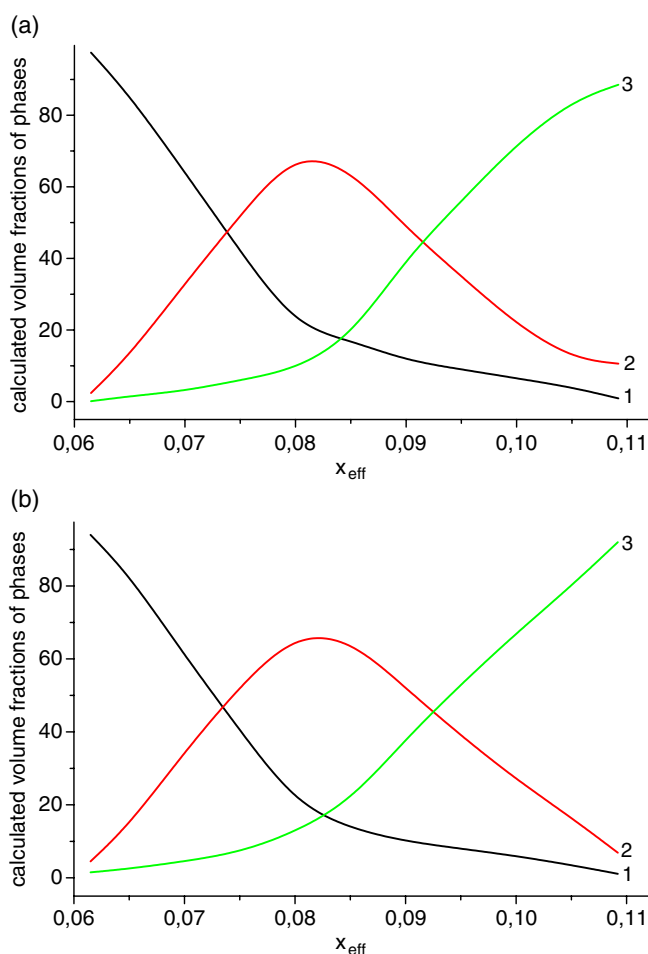 (a)
calculated volume fractions of phases
80
60
40
20
0
3
2
1
0,06 0,07 0,08 0,09 0,10 0,11
x_eff
(b)
calculated volume fractions of phases
80
60
40
20
0
3
2
1
0,06 0,07 0,08 0,09 0,10 0,11
x_eff